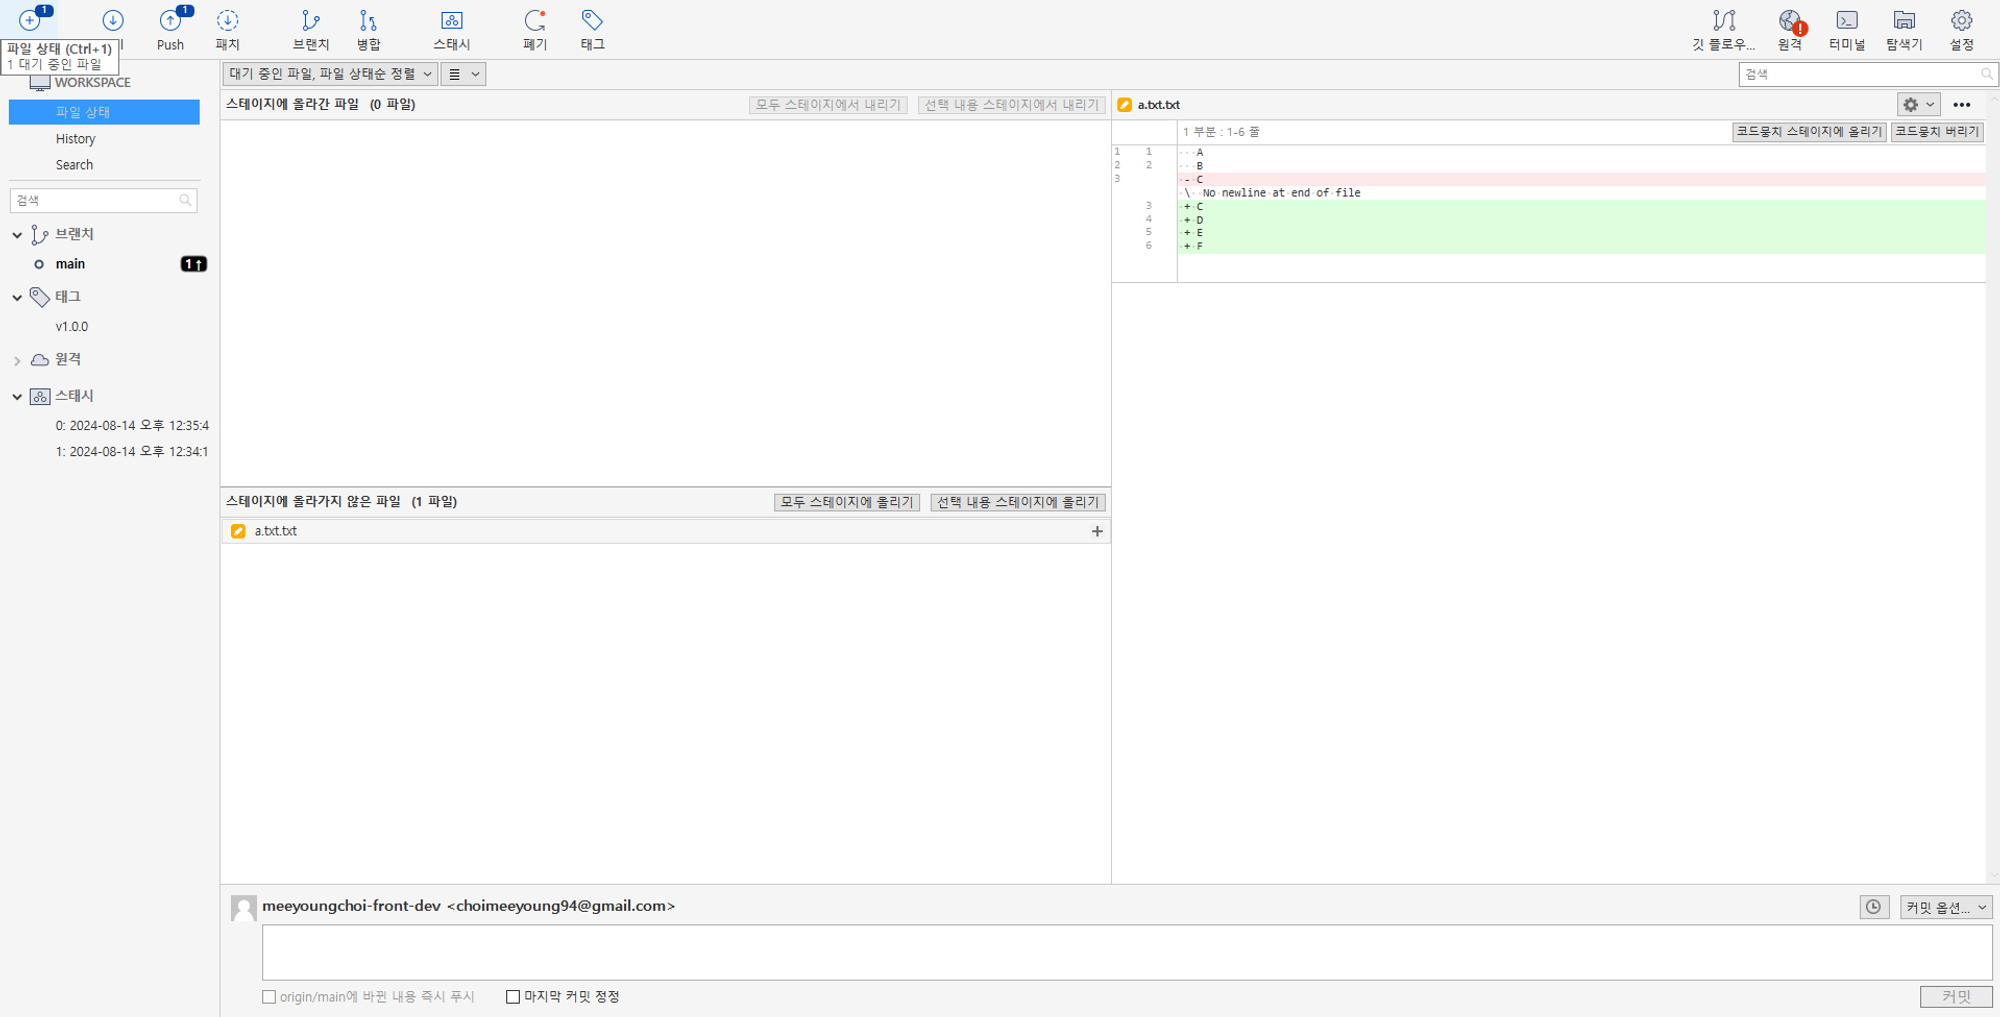 1
1
Push
패치
브랜치
병합
스태시
폐기
태그
깃 플로우...
원격
터미널
탐색기
설정
파일 상태 (Ctrl+1)
1 대기 중인 파일
WORKSPACE
파일 상태
History
Search
검색
브랜치
main
1↑
태그
v1.0.0
원격
스태시
0: 2024-08-14 오후 12:35:4
1: 2024-08-14 오후 12:34:1
대기 중인 파일, 파일 상태순 정렬
검색
스테이지에 올라간 파일 (0 파일)
모두 스테이지에서 내리기
선택 내용 스테이지에서 내리기
스테이지에 올라가지 않은 파일 (1 파일)
모두 스테이지에 올리기
선택 내용 스테이지에 올리기
a.txt.txt
a.txt.txt
1 부분 : 1-6 줄
코드뭉치 스테이지에 올리기
코드뭉치 버리기
1 1 A
2 2 B
3 - C
\ No newline at end of file
3 + C
4 + D
5 + E
6 + F
meeyoungchoi-front-dev <choimeeyoung94@gmail.com>
커밋 옵션...
origin/main에 바뀐 내용 즉시 푸시
마지막 커밋 정정
커밋